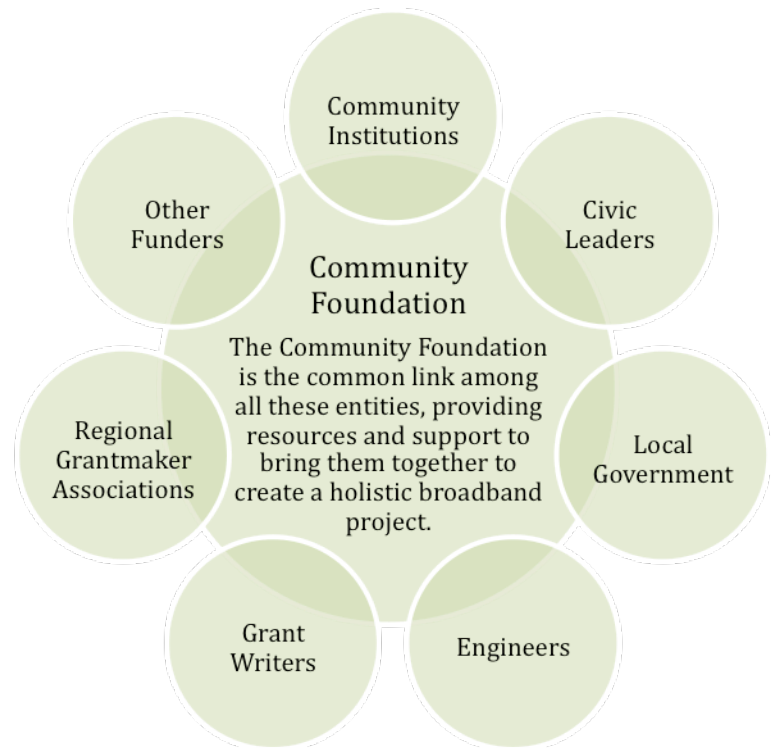 Community
Institutions
Other
Funders
Civic
Leaders
Community
Foundation
The Community Foundation
is the common link among
all these entities, providing
resources and support to
bring them together to
create a holistic broadband
project.
Regional
Grantmaker
Associations
Local
Government
Grant
Writers
Engineers